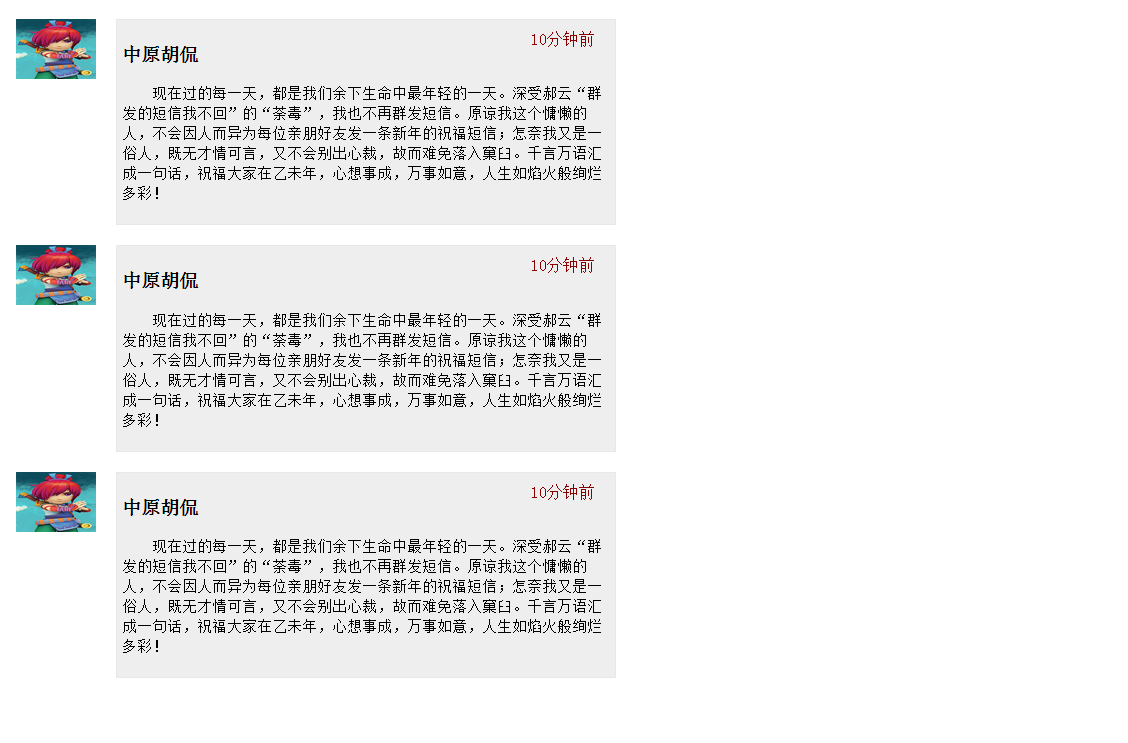 10分钟前
中原胡侃
现在过的每一天，都是我们余下生命中最年轻的一天。深受郝云“群
发的短信我不回”的“荼毒”，我也不再群发短信。原谅我这个慵懒的
人，不会因人而异为每位亲朋好友发一条新年的祝福短信；怎奈我又是一
俗人，既无才情可言，又不会别出心裁，故而难免落入窠臼。千言万语汇
成一句话，祝福大家在乙未年，心想事成，万事如意，人生如焰火般绚烂
多彩！
10分钟前
中原胡侃
现在过的每一天，都是我们余下生命中最年轻的一天。深受郝云“群
发的短信我不回”的“荼毒”，我也不再群发短信。原谅我这个慵懒的
人，不会因人而异为每位亲朋好友发一条新年的祝福短信；怎奈我又是一
俗人，既无才情可言，又不会别出心裁，故而难免落入窠臼。千言万语汇
成一句话，祝福大家在乙未年，心想事成，万事如意，人生如焰火般绚烂
多彩！
10分钟前
中原胡侃
现在过的每一天，都是我们余下生命中最年轻的一天。深受郝云“群
发的短信我不回”的“荼毒”，我也不再群发短信。原谅我这个慵懒的
人，不会因人而异为每位亲朋好友发一条新年的祝福短信；怎奈我又是一
俗人，既无才情可言，又不会别出心裁，故而难免落入窠臼。千言万语汇
成一句话，祝福大家在乙未年，心想事成，万事如意，人生如焰火般绚烂
多彩！